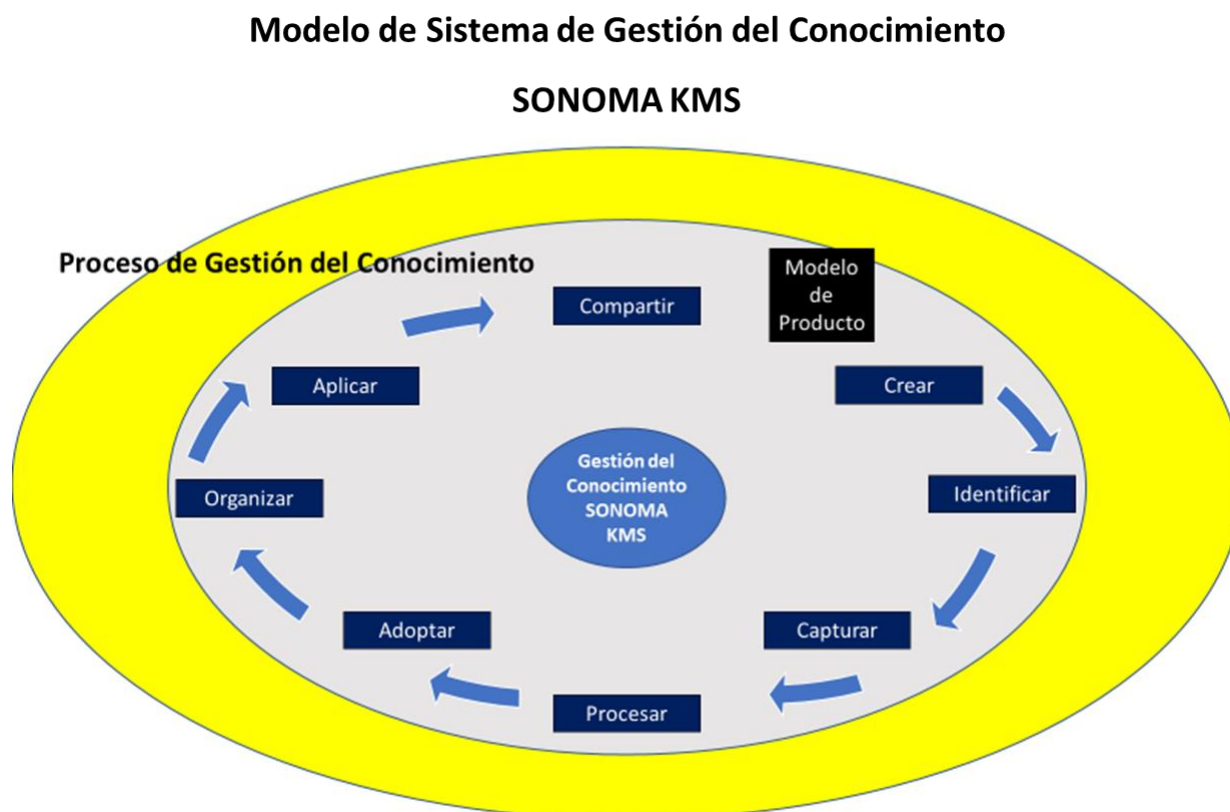 Modelo de Sistema de Gestión del Conocimiento
SONOMA KMS
Proceso de Gestión del Conocimiento
Modelo
de
Producto
Compartir
Aplicar
Crear
Gestión del
Conocimiento
SONOMA
KMS
Organizar
Identificar
Adoptar
Capturar
Procesar